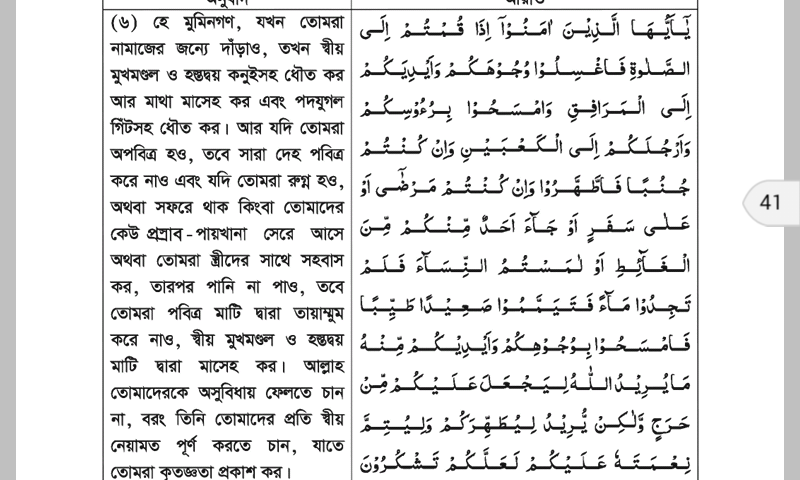 অনুবাদ
আয়াত
(৬) হে মুমিনগণ, যখন তোমরা
নামাজের জন্যে দাঁড়াও, তখন স্বীয়
মুখমণ্ডল ও হস্তদ্বয় কনুইসহ ধৌত কর
আর মাথা মাসেহ কর এবং পদযুগল
গিঁটসহ ধৌত কর। আর যদি তোমরা
অপবিত্র হও, তবে সারা দেহ পবিত্র
করে নাও এবং যদি তোমরা রুগ্ন হও,
অথবা সফরে থাক কিংবা তোমাদের
কেউ প্রস্রাব-পায়খানা সেরে আসে
অথবা তোমরা স্ত্রীদের সাথে সহবাস
কর, তারপর পানি না পাও, তবে
তোমরা পবিত্র মাটি দ্বারা তায়াম্মুম
করে নাও, স্বীয় মুখমণ্ডল ও হস্তদ্বয়
মাটি দ্বারা মাসেহ কর। আল্লাহ
তোমাদেরকে অসুবিধায় ফেলতে চান
না, বরং তিনি তোমাদের প্রতি স্বীয়
নেয়ামত পূর্ণ করতে চান, যাতে
তোমরা কৃতজ্ঞতা প্রকাশ কর।
يٰۤاَيُّهَا الَّذِيْنَ اٰمَنُوْۤا اِذَا قُمْتُمْ اِلَى
الصَّلٰوةِ فَاغْسِلُوْا وُجُوْهَكُمْ وَاَيْدِيَكُمْ
اِلَى الْمَرَافِقِ وَامْسَحُوْا بِرُءُوْسِكُمْ
وَاَرْجُلَكُمْ اِلَى الْكَعْبَيْنِ وَاِنْ كُنْتُمْ
جُنُبًا فَاطَّهَّرُوْا وَاِنْ كُنْتُمْ مَرْضٰۤى اَوْ
عَلٰى سَفَرٍ اَوْ جَآءَ اَحَدٌ مِّنْكُمْ مِّنَ
الْغَآئِطِ اَوْ لٰمَسْتُمُ النِّسَآءَ فَلَمْ
تَجِدُوْا مَآءً فَتَيَمَّمُوْا صَعِيْدًا طَيِّبًا
فَامْسَحُوْا بِوُجُوْهِكُمْ وَاَيْدِيْكُمْ مِّنْهُ
مَا يُرِيْدُ اللّٰهُ لِيَجْعَلَ عَلَيْكُمْ مِّنْ
حَرَجٍ وَّلٰكِنْ يُّرِيْدُ لِيُطَهِّرَكُمْ وَلِيُتِمَّ
نِعْمَتَهٗ عَلَيْكُمْ لَعَلَّكُمْ تَشْكُرُوْنَ
41